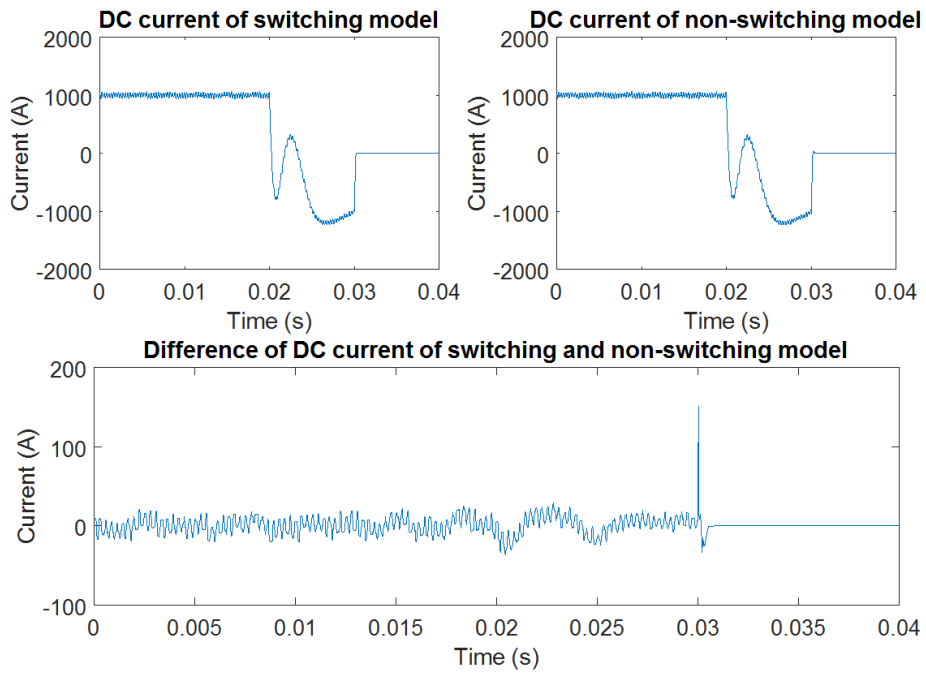 DC current of switching model
2000
1000
0
-1000
-2000
Current (A)
0 0.01 0.02 0.03 0.04
Time (s)
DC current of non-switching model
2000
1000
0
-1000
-2000
Current (A)
0 0.01 0.02 0.03 0.04
Time (s)
Difference of DC current of switching and non-switching model
200
100
0
-100
Current (A)
0 0.005 0.01 0.015 0.02 0.025 0.03 0.035 0.04
Time (s)